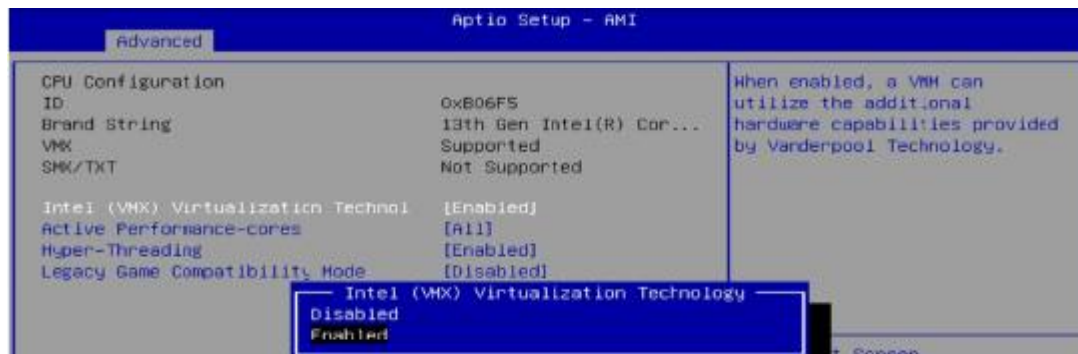 Aptio Setup - AMI
Advanced
CPU Configuration
ID 0xB06F5
Brand String 13th Gen Intel(R) Cor...
VMX Supported
SMX/TXT Not Supported
Intel (VMX) Virtualization Technol [Enabled]
Active Performance-cores [All]
Hyper-Threading [Enabled]
Legacy Game Compatibility Mode [Disabled]
When enabled, a VMM can
utilize the additional
hardware capabilities provided
by Vanderpool Technology.
Intel (VMX) Virtualization Technology
Disabled
Enabled
Screen